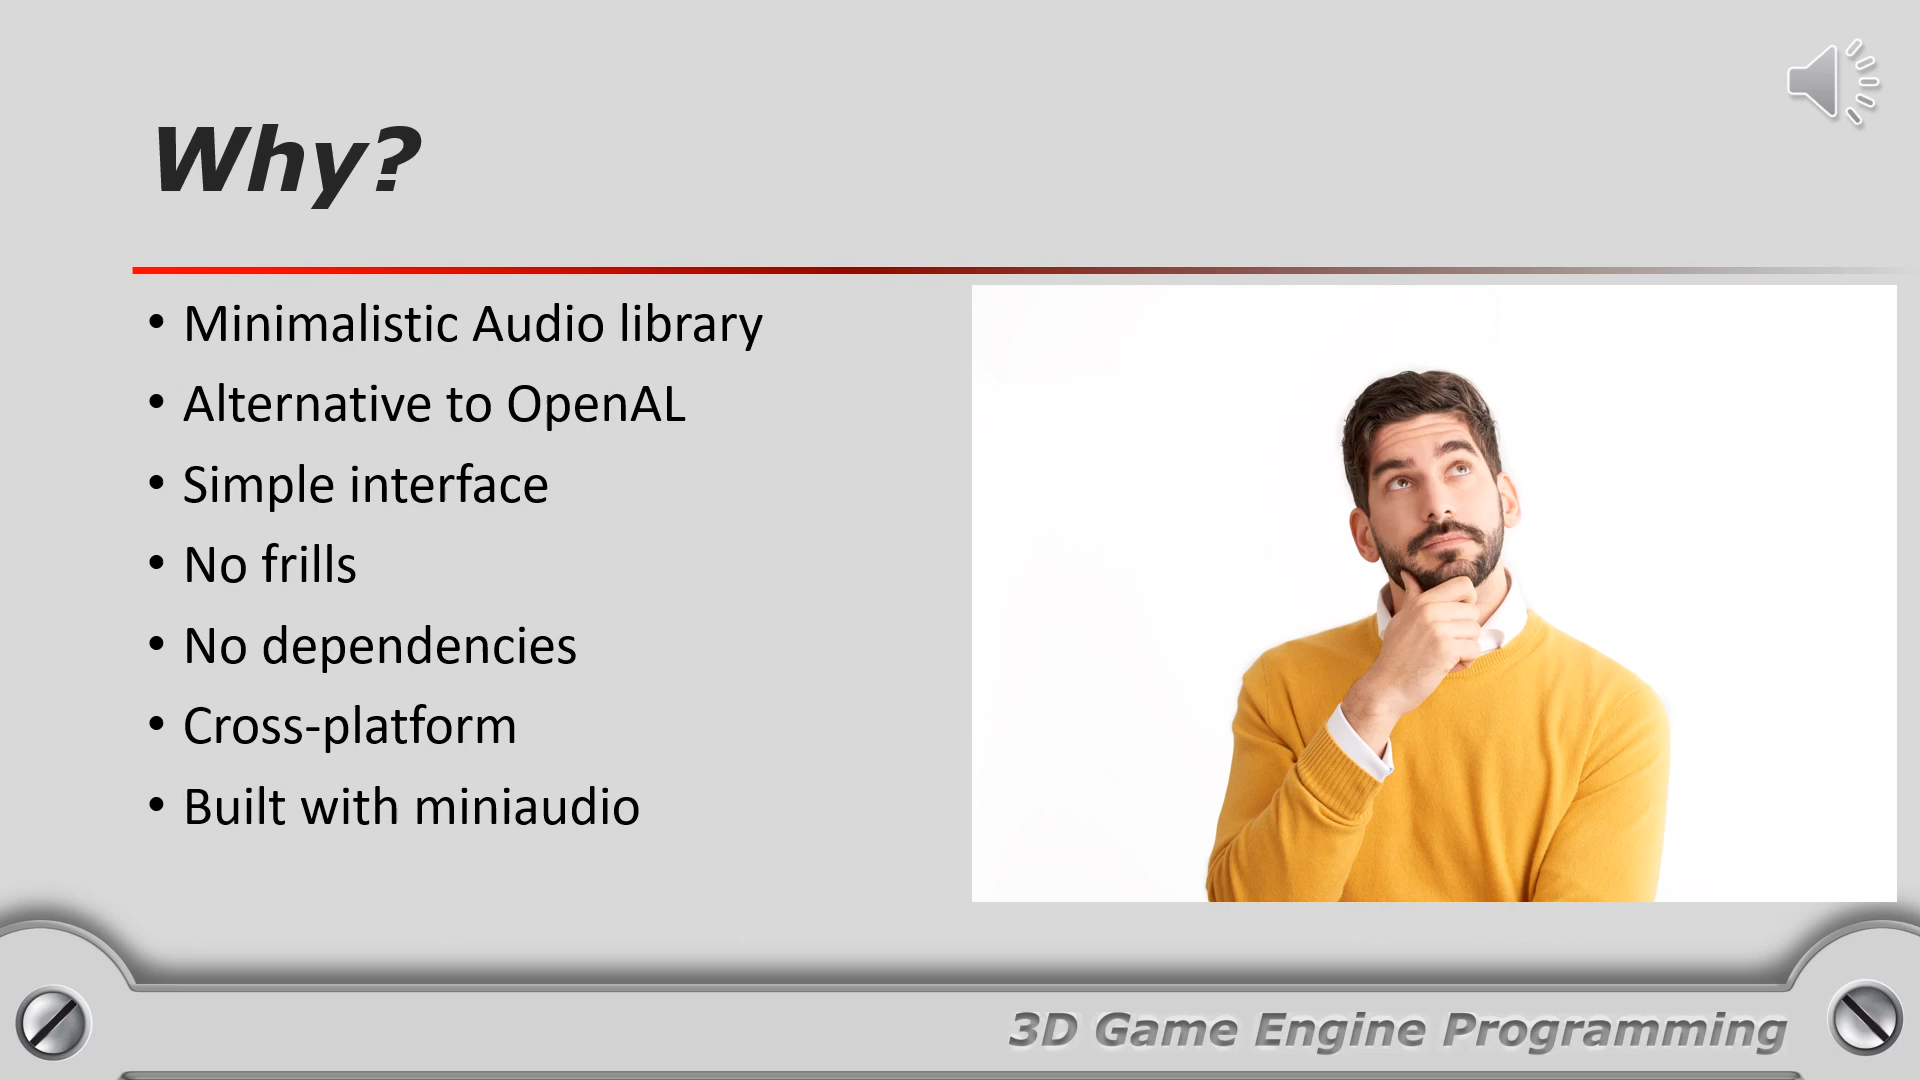 Why?
• Minimalistic Audio library
• Alternative to OpenAL
• Simple interface
• No frills
• No dependencies
• Cross-platform
• Built with miniaudio
3D Game Engine Programming